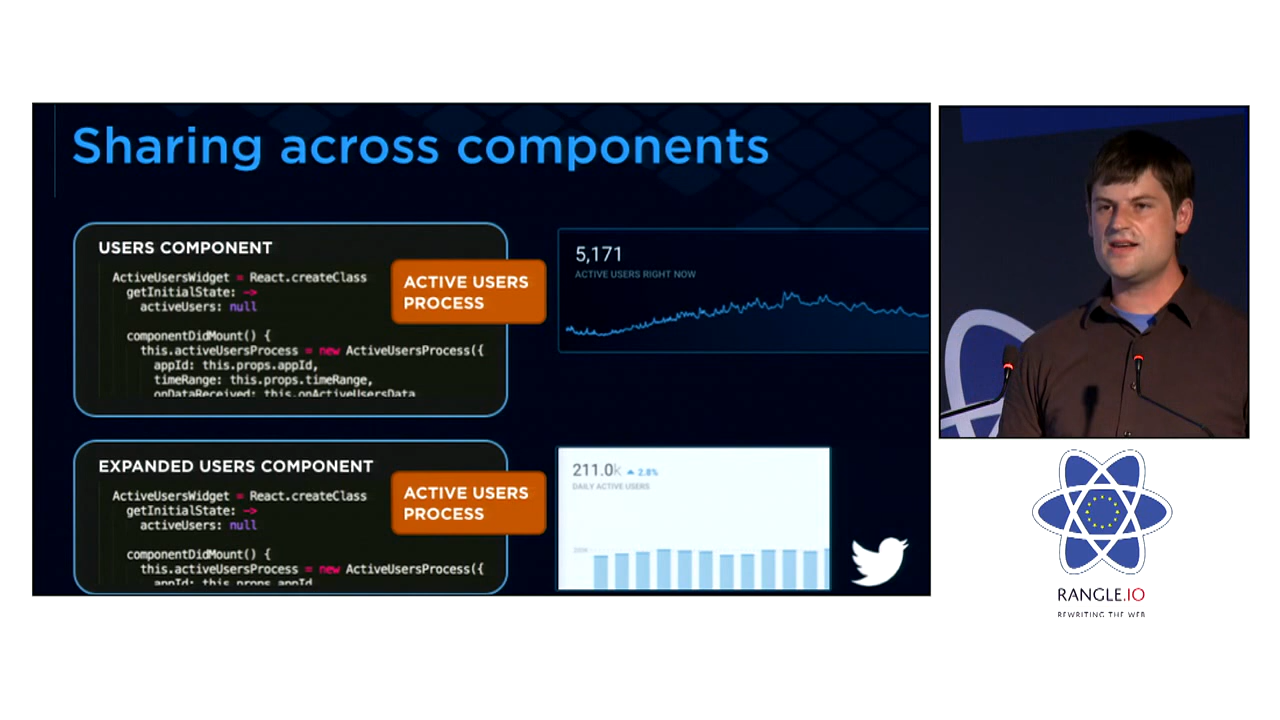 Sharing across components
USERS COMPONENT
ActiveUsersWidget = React.createClass
getInitialState: ->
activeUsers: null
componentDidMount() {
this.activeUsersProcess = new ActiveUsersProcess({
appId: this.props.appId,
timeRange: this.props.timeRange,
onDataReceived: this.onActiveUsersData
ACTIVE USERS
PROCESS
5,171
ACTIVE USERS RIGHT NOW
EXPANDED USERS COMPONENT
ActiveUsersWidget = React.createClass
getInitialState: ->
activeUsers: null
componentDidMount() {
this.activeUsersProcess = new ActiveUsersProcess({
appId: this.props.appId
ACTIVE USERS
PROCESS
211.0k 2.8%
DAILY ACTIVE USERS
RANGLE.IO
REWRITING THE WEB